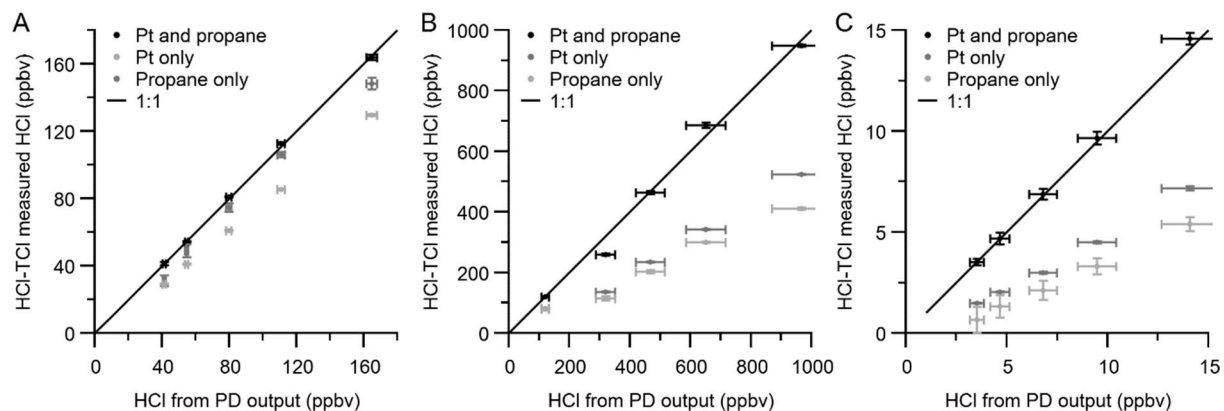 A
Pt and propane
Pt only
Propane only
1:1
160
120
80
40
0
0 40 80 120 160
HCl from PD output (ppbv)
HCl-TCl measured HCl (ppbv)
B
Pt and propane
Pt only
Propane only
1:1
1000
800
600
400
200
0
0 200 400 600 800 1000
HCl from PD output (ppbv)
HCl-TCl measured HCl (ppbv)
C
Pt and propane
Pt only
Propane only
1:1
15
10
5
0
5 10 15
HCl from PD output (ppbv)
HCl-TCl measured HCl (ppbv)